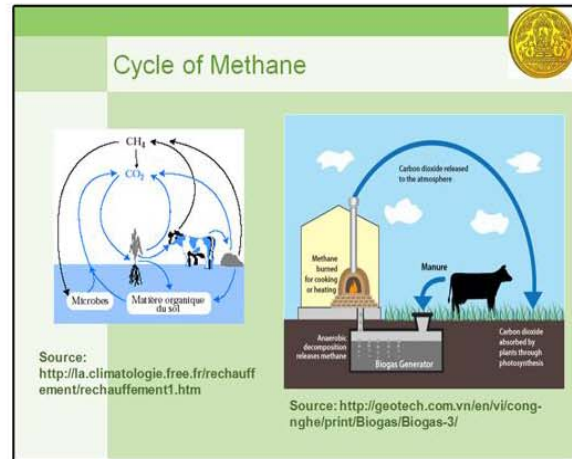 Cycle of Methane
CH4
CO2
Microbes
Matière organique
du sol
Source:
http://la.climatologie.free.fr/rechauff
ement/rechauffement1.htm
Carbon dioxide released
to the atmosphere
Methane
burned
for cooking
or heating
Manure
Anaerobic
decomposition
releases methane
Biogas Generator
Carbon dioxide
absorbed by
plants through
photosynthesis
Source: http://geotech.com.vn/en/vi/cong-
nghe/print/Biogas/Biogas-3/